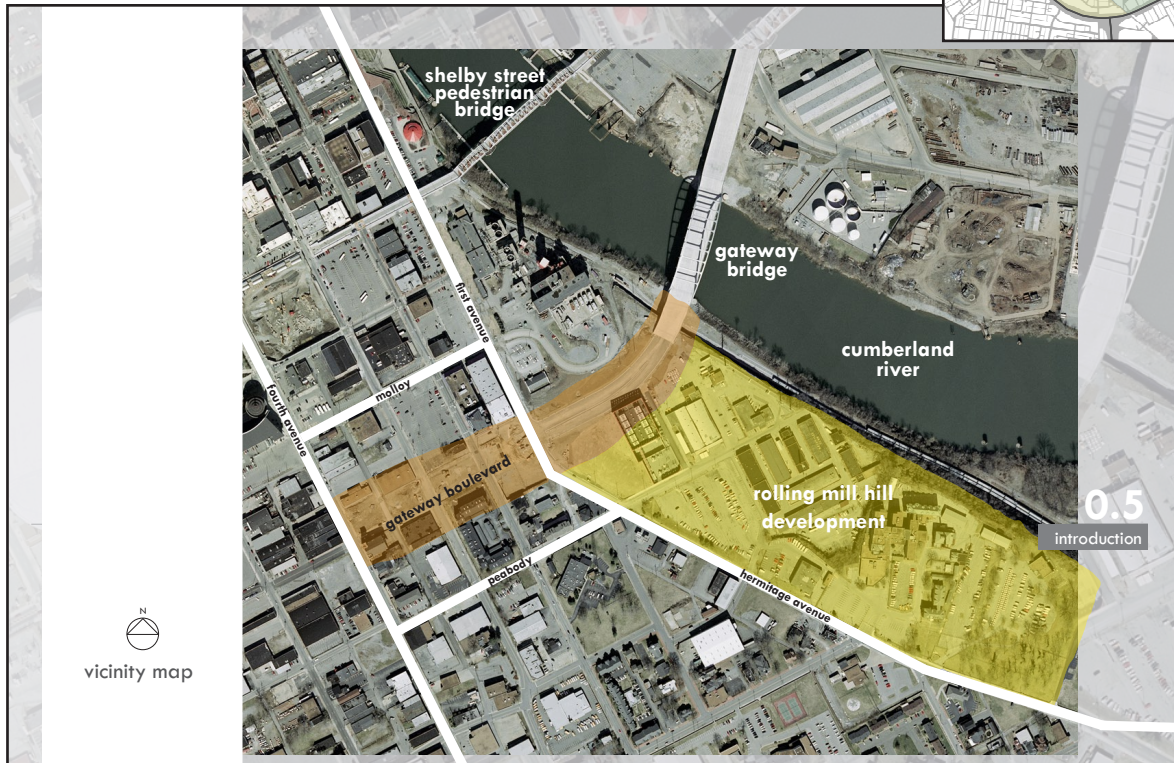 shelby street
pedestrian
bridge
gateway
bridge
first avenue
cumberland
river
molloy
fourth avenue
gateway boulevard
rolling mill hill
development
0.5
introduction
peabody
hermitage avenue
N
vicinity map